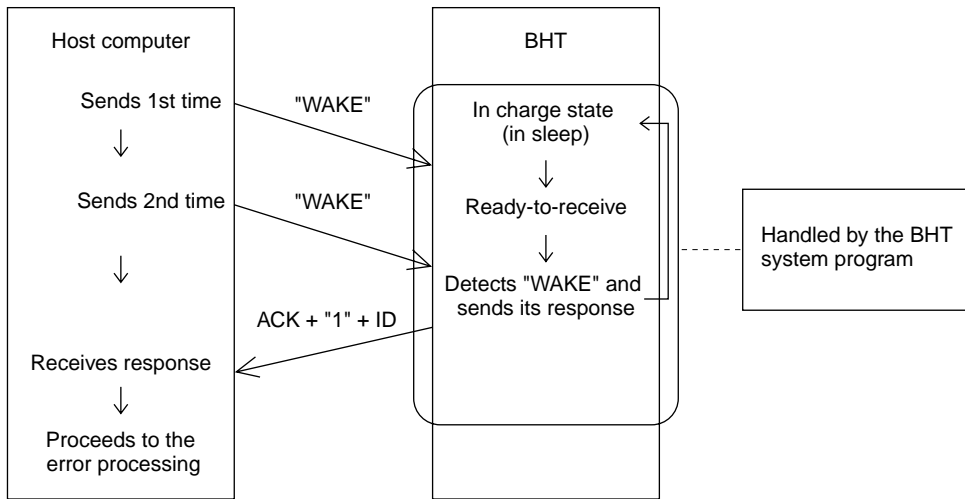 Host computer
BHT
Sends 1st time
"WAKE"
In charge state
(in sleep)
Sends 2nd time
"WAKE"
Ready-to-receive
Handled by the BHT
system program
Detects "WAKE" and
sends its response
ACK + "1" + ID
Receives response
Proceeds to the
error processing